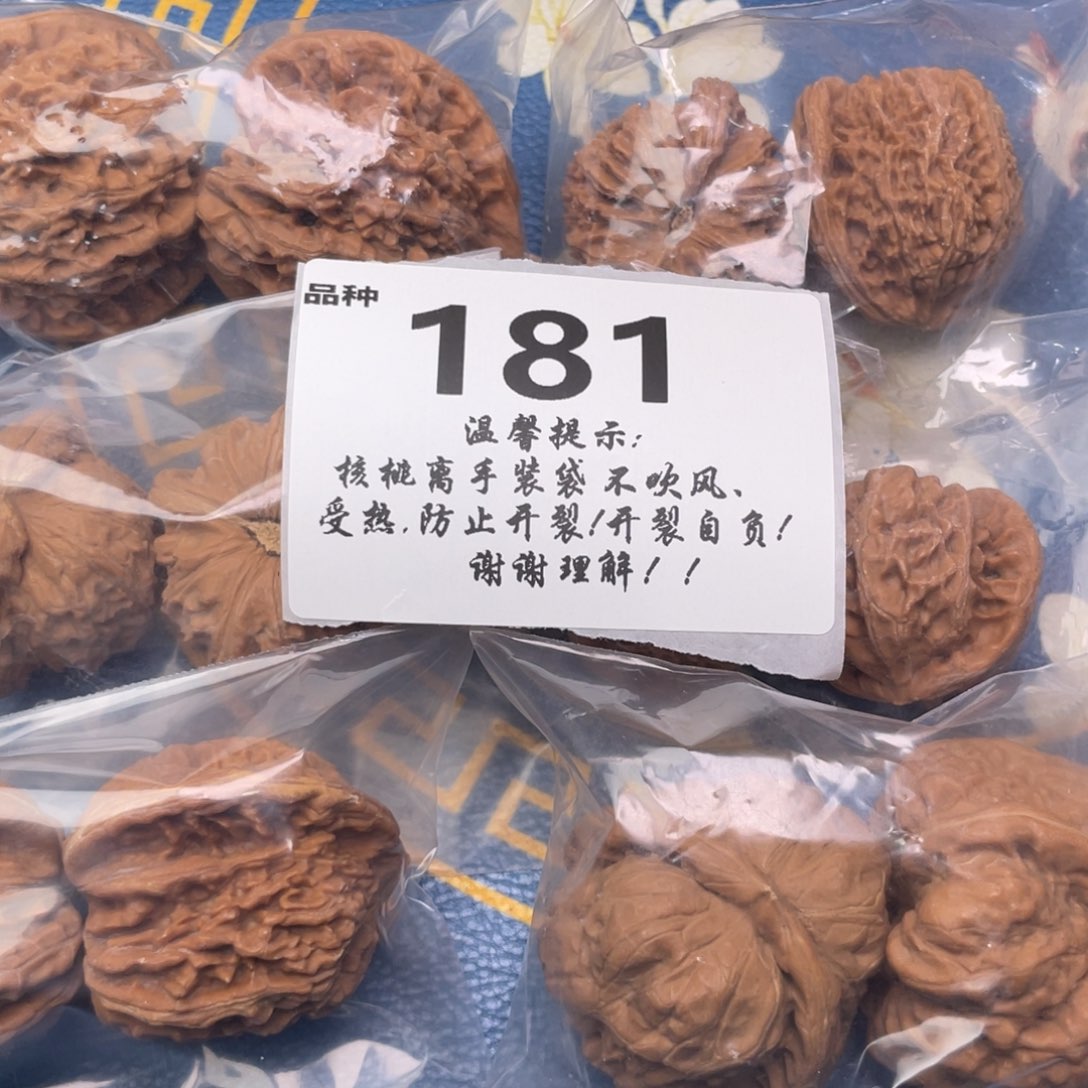 品种
181
温馨提示:
核桃离手装袋不吹风、
受热,防止开裂!开裂自负!
谢谢理解!!